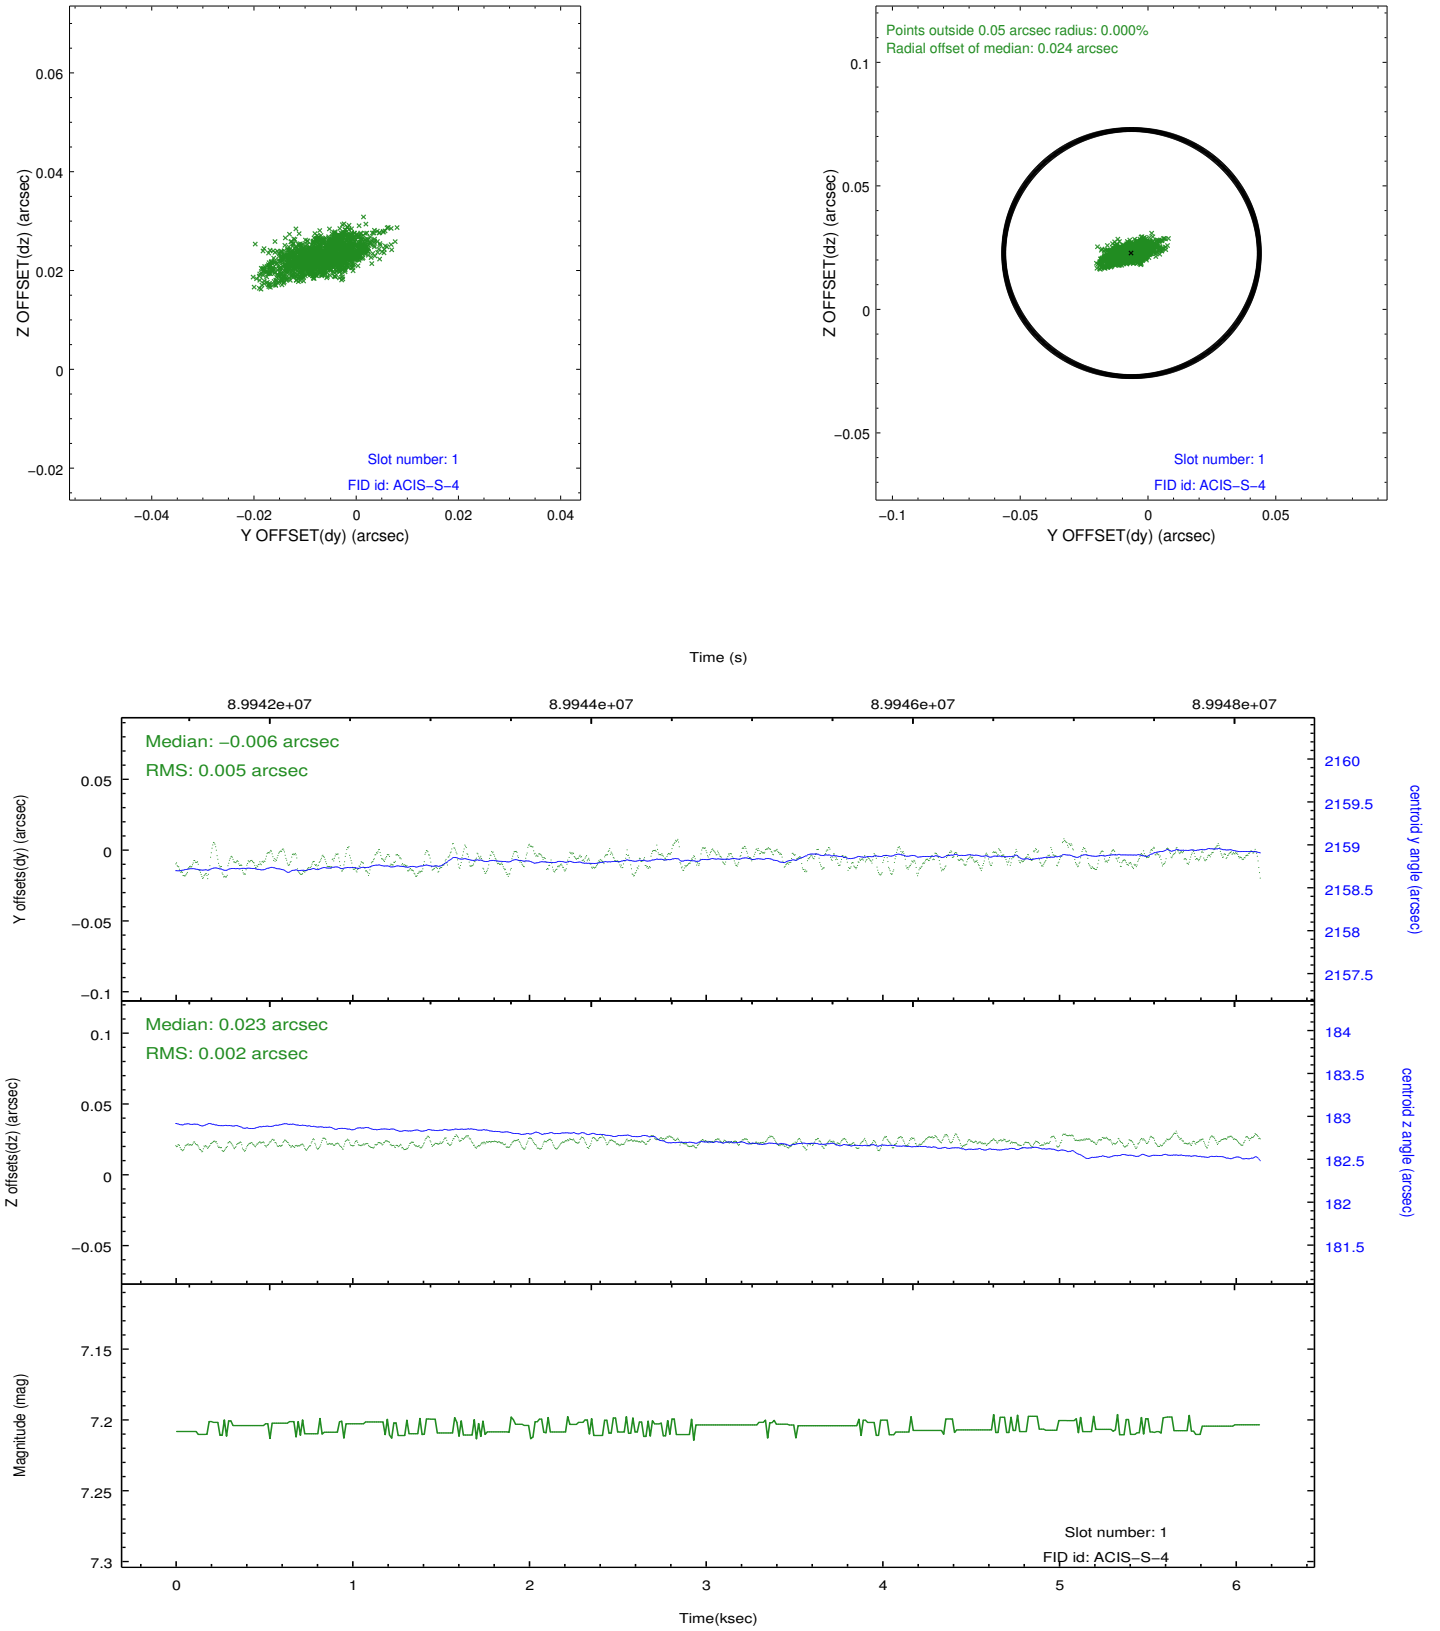 0.06
0.04
0.02
0
−0.02
Z OFFSET(dz) (arcsec)
Slot number: 1
FID id: ACIS−S−4
−0.04
−0.02
0
0.02
0.04
Y OFFSET(dy) (arcsec)
Points outside 0.05 arcsec radius: 0.000%
Radial offset of median: 0.024 arcsec
0.1
0.05
0
−0.05
Z OFFSET(dz) (arcsec)
Slot number: 1
FID id: ACIS−S−4
−0.1
−0.05
0
0.05
Y OFFSET(dy) (arcsec)
Time (s)
8.9942e+07
8.9944e+07
8.9946e+07
8.9948e+07
Median: −0.006 arcsec
RMS: 0.005 arcsec
0.05
0
−0.05
−0.1
Y offsets(dy) (arcsec)
2160
2159.5
2159
2158.5
2158
2157.5
centroid y angle (arcsec)
Median: 0.023 arcsec
RMS: 0.002 arcsec
0.1
0.05
0
−0.05
Z offsets(dz) (arcsec)
184
183.5
183
182.5
182
181.5
centroid z angle (arcsec)
7.15
7.2
7.25
7.3
Magnitude (mag)
Slot number: 1
FID id: ACIS−S−4
0
1
2
3
4
5
6
Time(ksec)